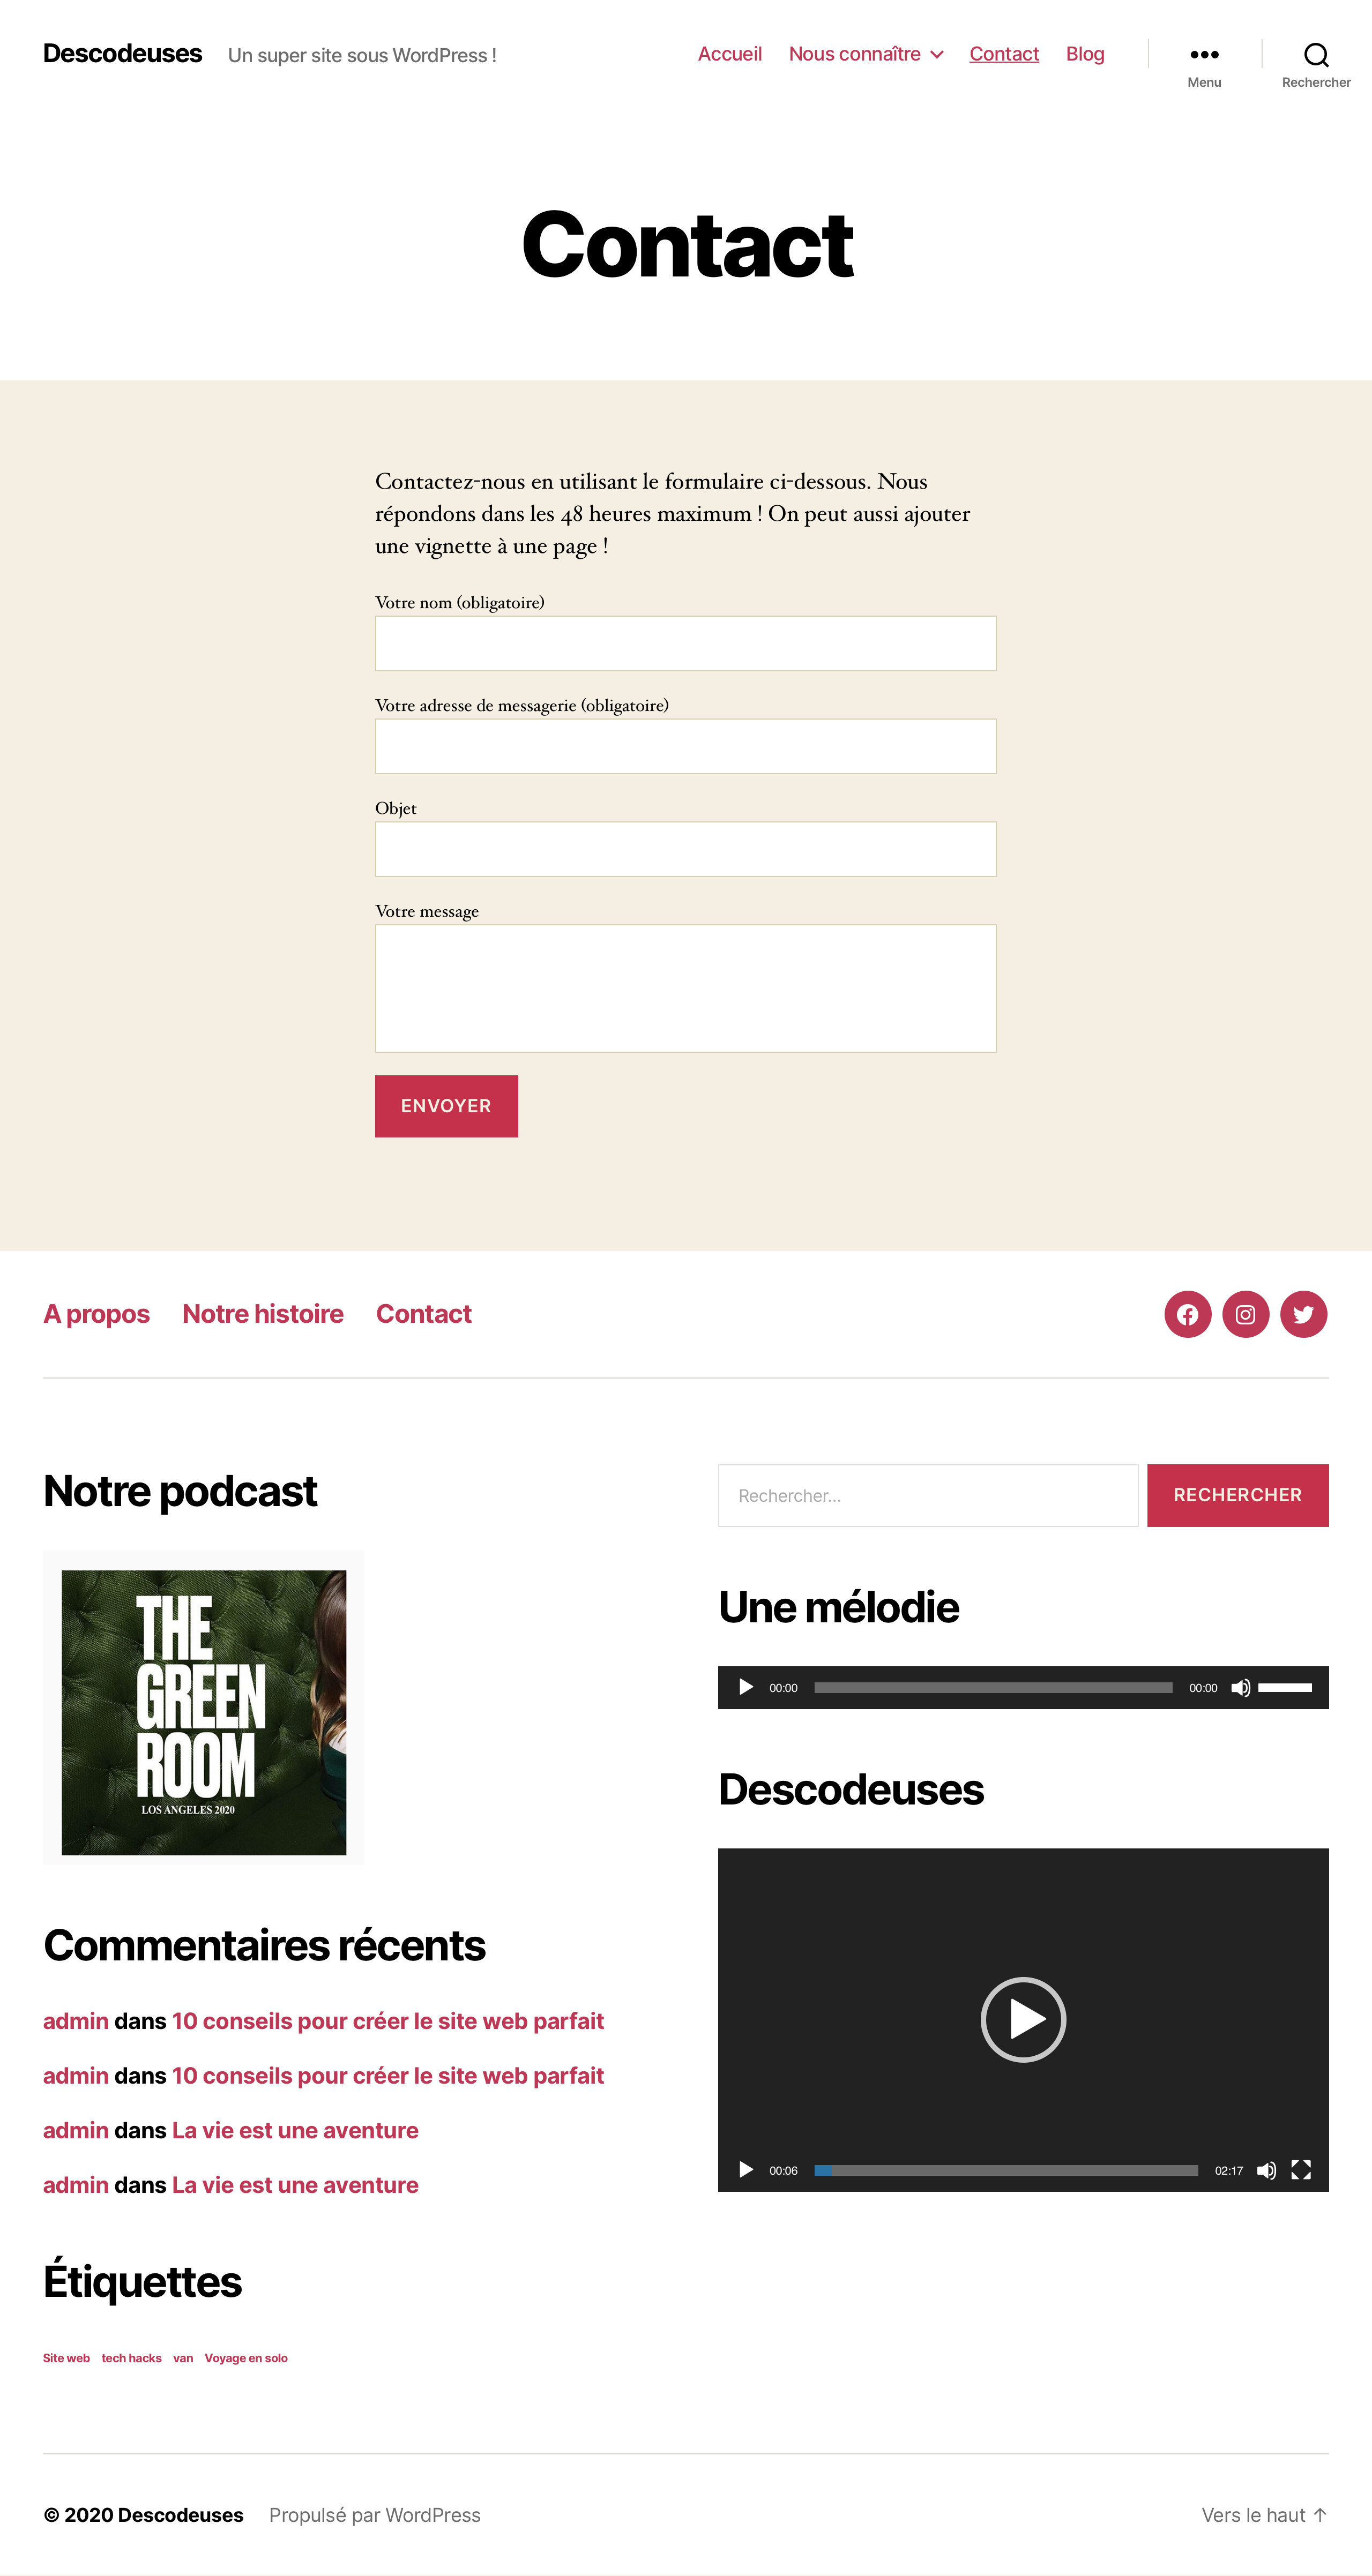 Descodeuses
Un super site sous WordPress !
Accueil
Nous connaître
Contact
Blog
Menu
Rechercher
Contact
Contactez-nous en utilisant le formulaire ci-dessous. Nous
répondons dans les 48 heures maximum ! On peut aussi ajouter
une vignette à une page !
Votre nom (obligatoire)
Votre adresse de messagerie (obligatoire)
Objet
Votre message
ENVOYER
A propos
Notre histoire
Contact
Notre podcast
THE
GREEN
ROOM
LOS ANGELES 2020
Commentaires récents
admin dans 10 conseils pour créer le site web parfait
admin dans 10 conseils pour créer le site web parfait
admin dans La vie est une aventure
admin dans La vie est une aventure
Étiquettes
Site web
tech hacks
van
Voyage en solo
Rechercher...
RECHERCHER
Une mélodie
00:00
00:00
Descodeuses
00:06
02:17
© 2020 Descodeuses
Propulsé par WordPress
Vers le haut ↑